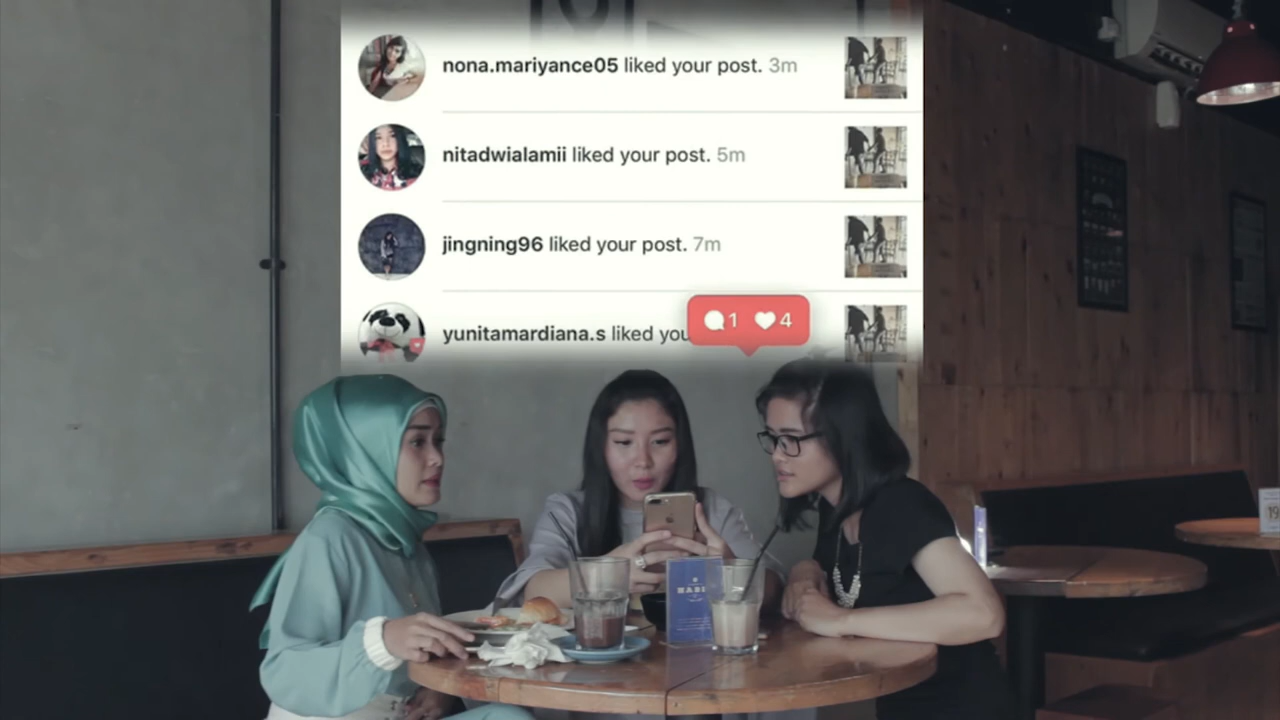 nona.mariyance05 liked your post. 3m
nitadwialamii liked your post. 5m
jingning96 liked your post. 7m
yunitamardiana.s liked you
1 4
19